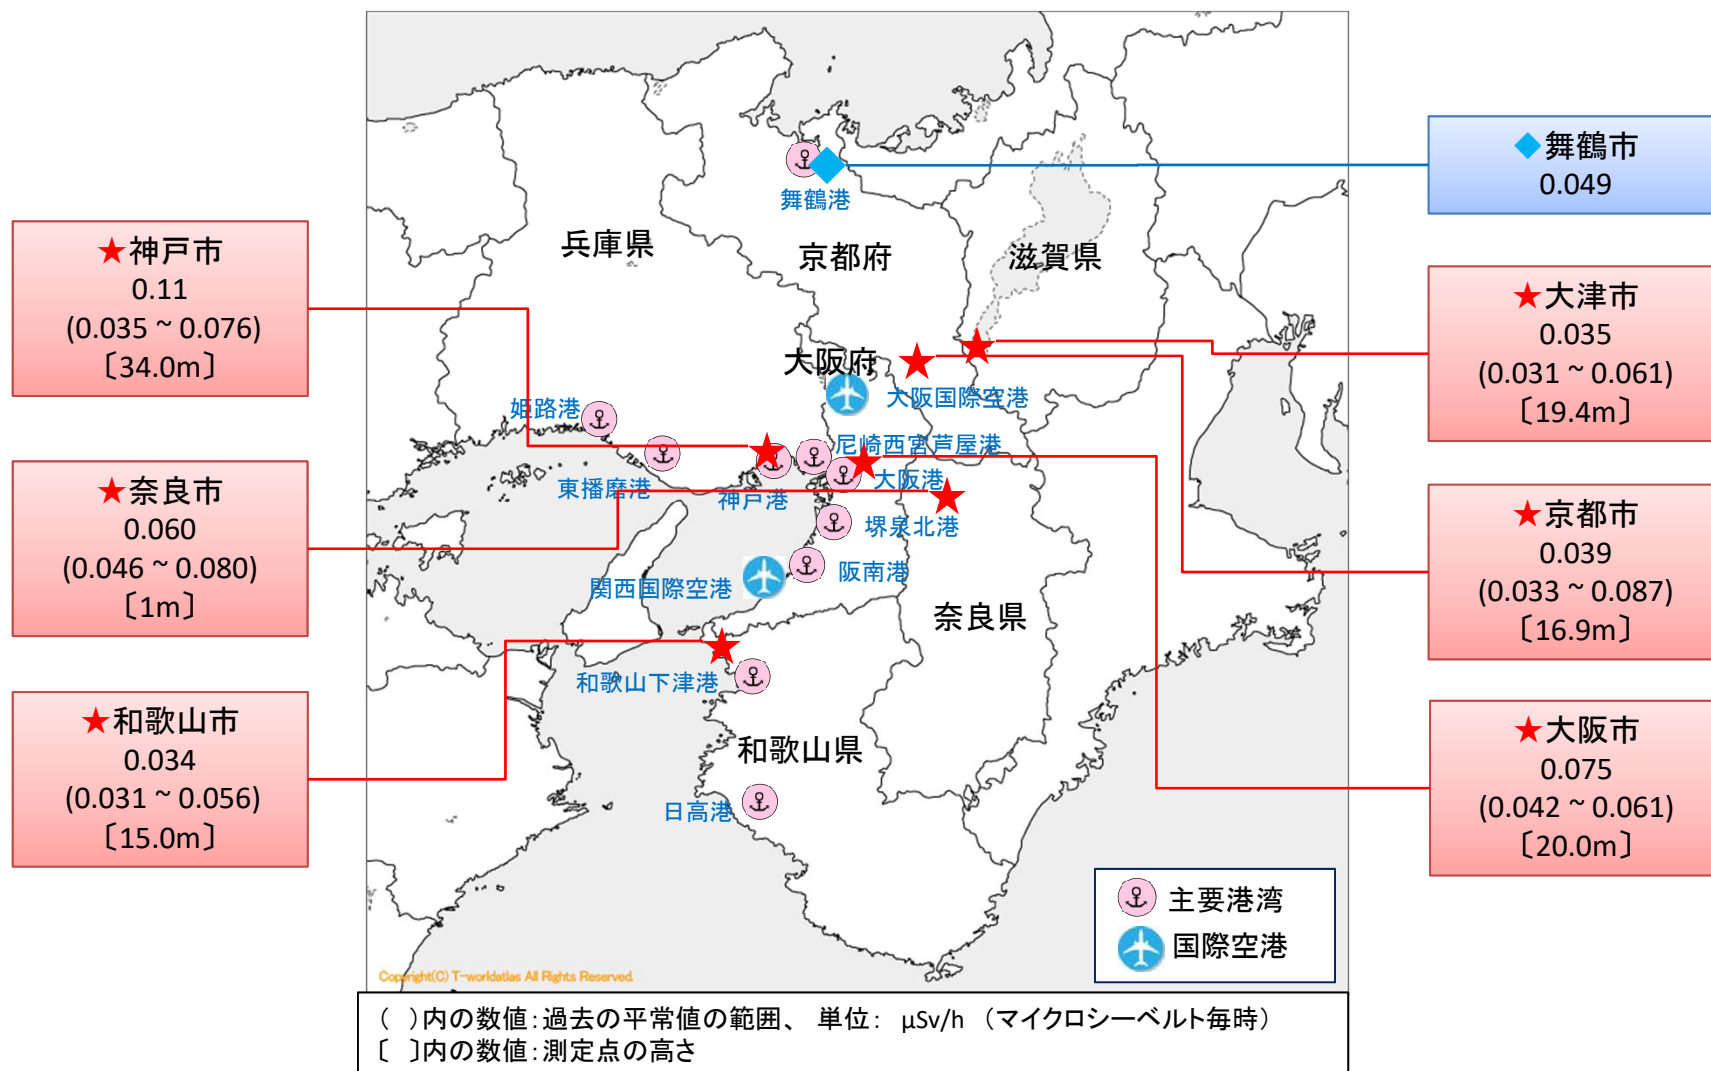 ◆舞鶴市
0.049
舞鶴港
★神戸市
0.11
(0.035 ~ 0.076)
〔34.0m〕
兵庫県
京都府
滋賀県
★大津市
0.035
(0.031 ~ 0.061)
〔19.4m〕
大阪府
大阪国際空港
姫路港
尼崎西宮芦屋港
東播磨港
神戸港
大阪港
★奈良市
0.060
(0.046 ~ 0.080)
〔1m〕
堺泉北港
★京都市
0.039
(0.033 ~ 0.087)
〔16.9m〕
関西国際空港
阪南港
奈良県
和歌山下津港
★和歌山市
0.034
(0.031 ~ 0.056)
〔15.0m〕
和歌山県
日高港
★大阪市
0.075
(0.042 ~ 0.061)
〔20.0m〕
主要港湾
国際空港
Copyright(C) T-worldatlas All Rights Reserved.
(　)内の数値:過去の平常値の範囲、 単位: μSv/h （マイクロシーベルト毎時）
〔　〕内の数値:測定点の高さ